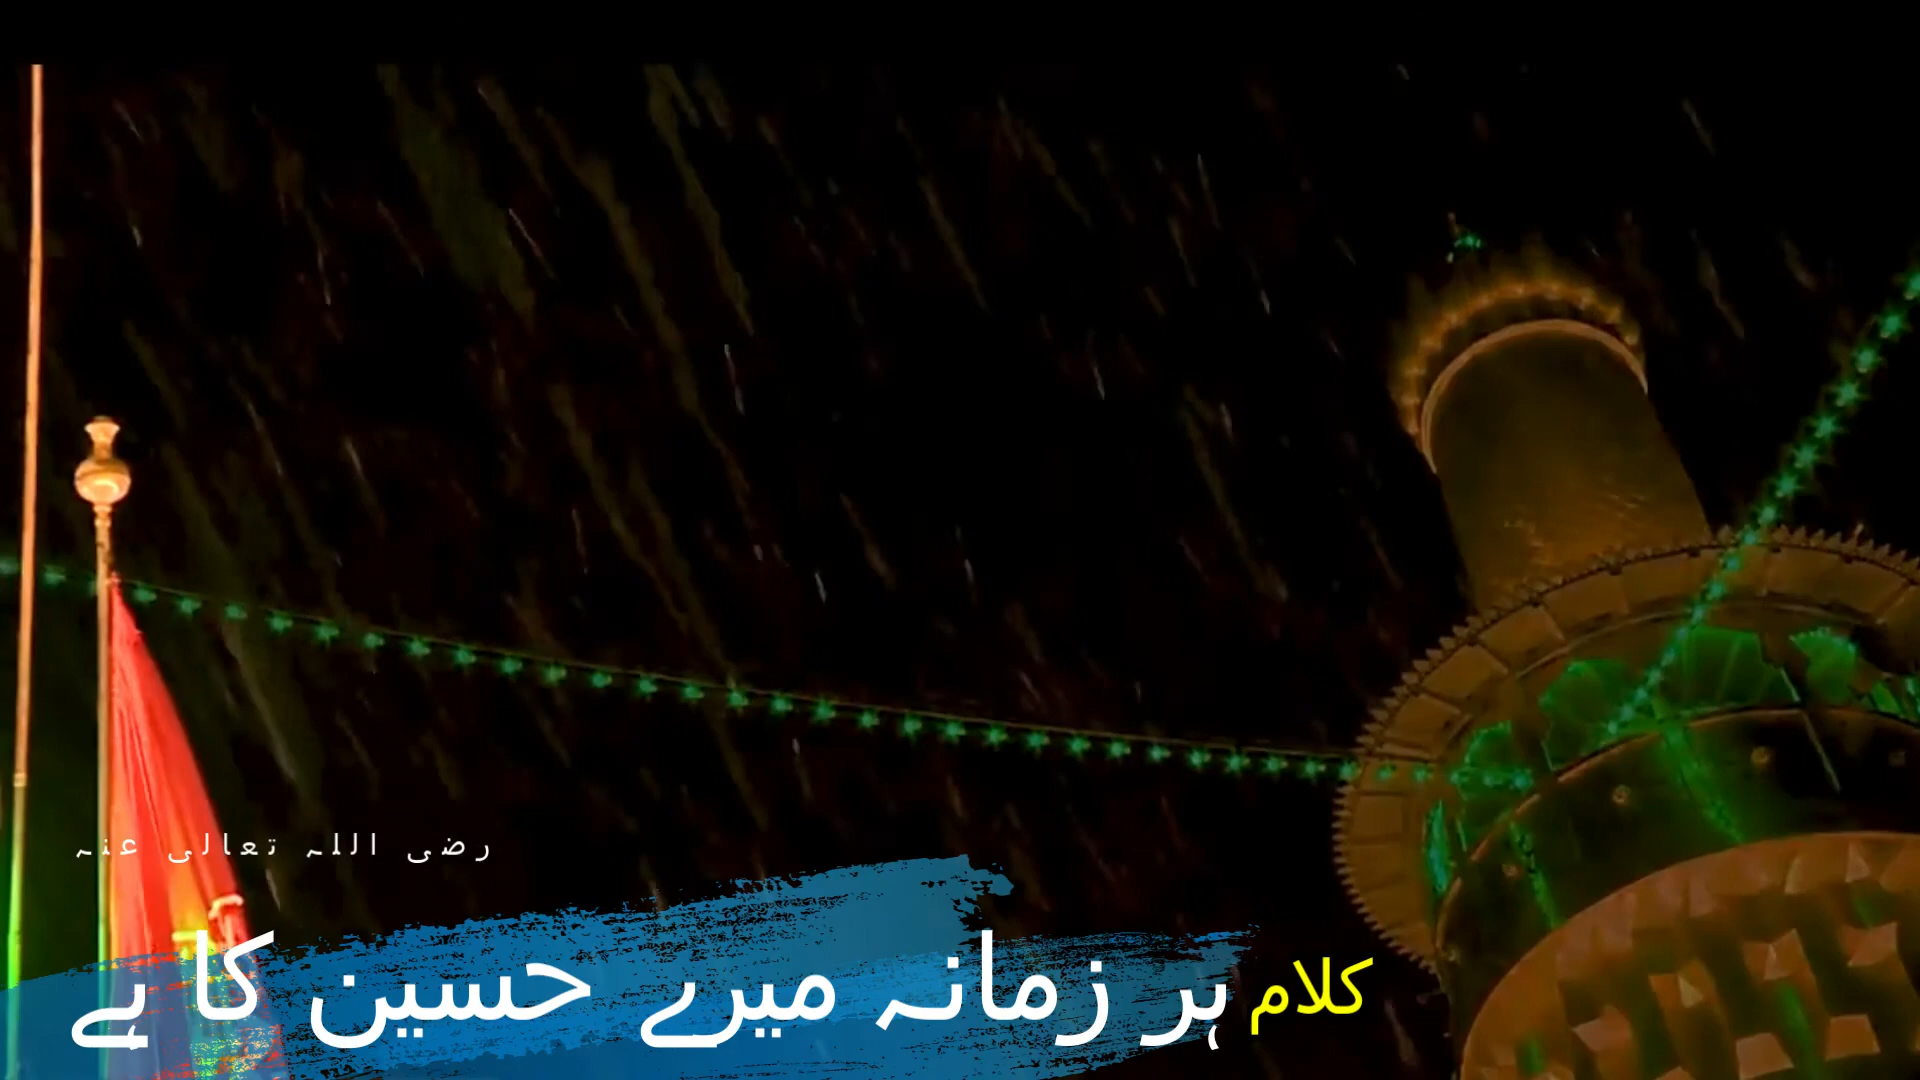 رضی اللہ تعالی عنہ
کلام ہر زمانہ میرے حسین کا ہے